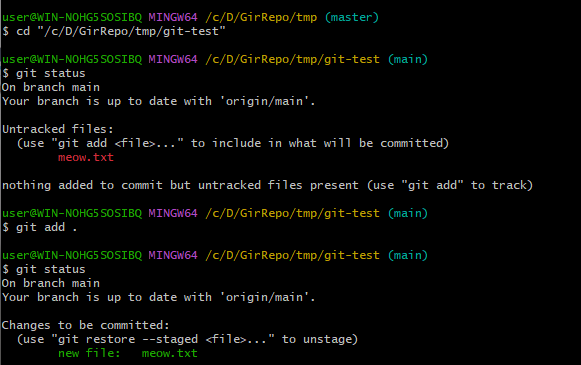 user@WIN-NOHG5SOSIBQ MINGW64 /c/D/GirRepo/tmp (master)
$ cd "/c/D/GirRepo/tmp/git-test"

user@WIN-NOHG5SOSIBQ MINGW64 /c/D/GirRepo/tmp/git-test (main)
$ git status
On branch main
Your branch is up to date with 'origin/main'.

Untracked files:
  (use "git add <file>..." to include in what will be committed)
        meow.txt

nothing added to commit but untracked files present (use "git add" to track)

user@WIN-NOHG5SOSIBQ MINGW64 /c/D/GirRepo/tmp/git-test (main)
$ git add .

user@WIN-NOHG5SOSIBQ MINGW64 /c/D/GirRepo/tmp/git-test (main)
$ git status
On branch main
Your branch is up to date with 'origin/main'.

Changes to be committed:
  (use "git restore --staged <file>..." to unstage)
        new file:   meow.txt